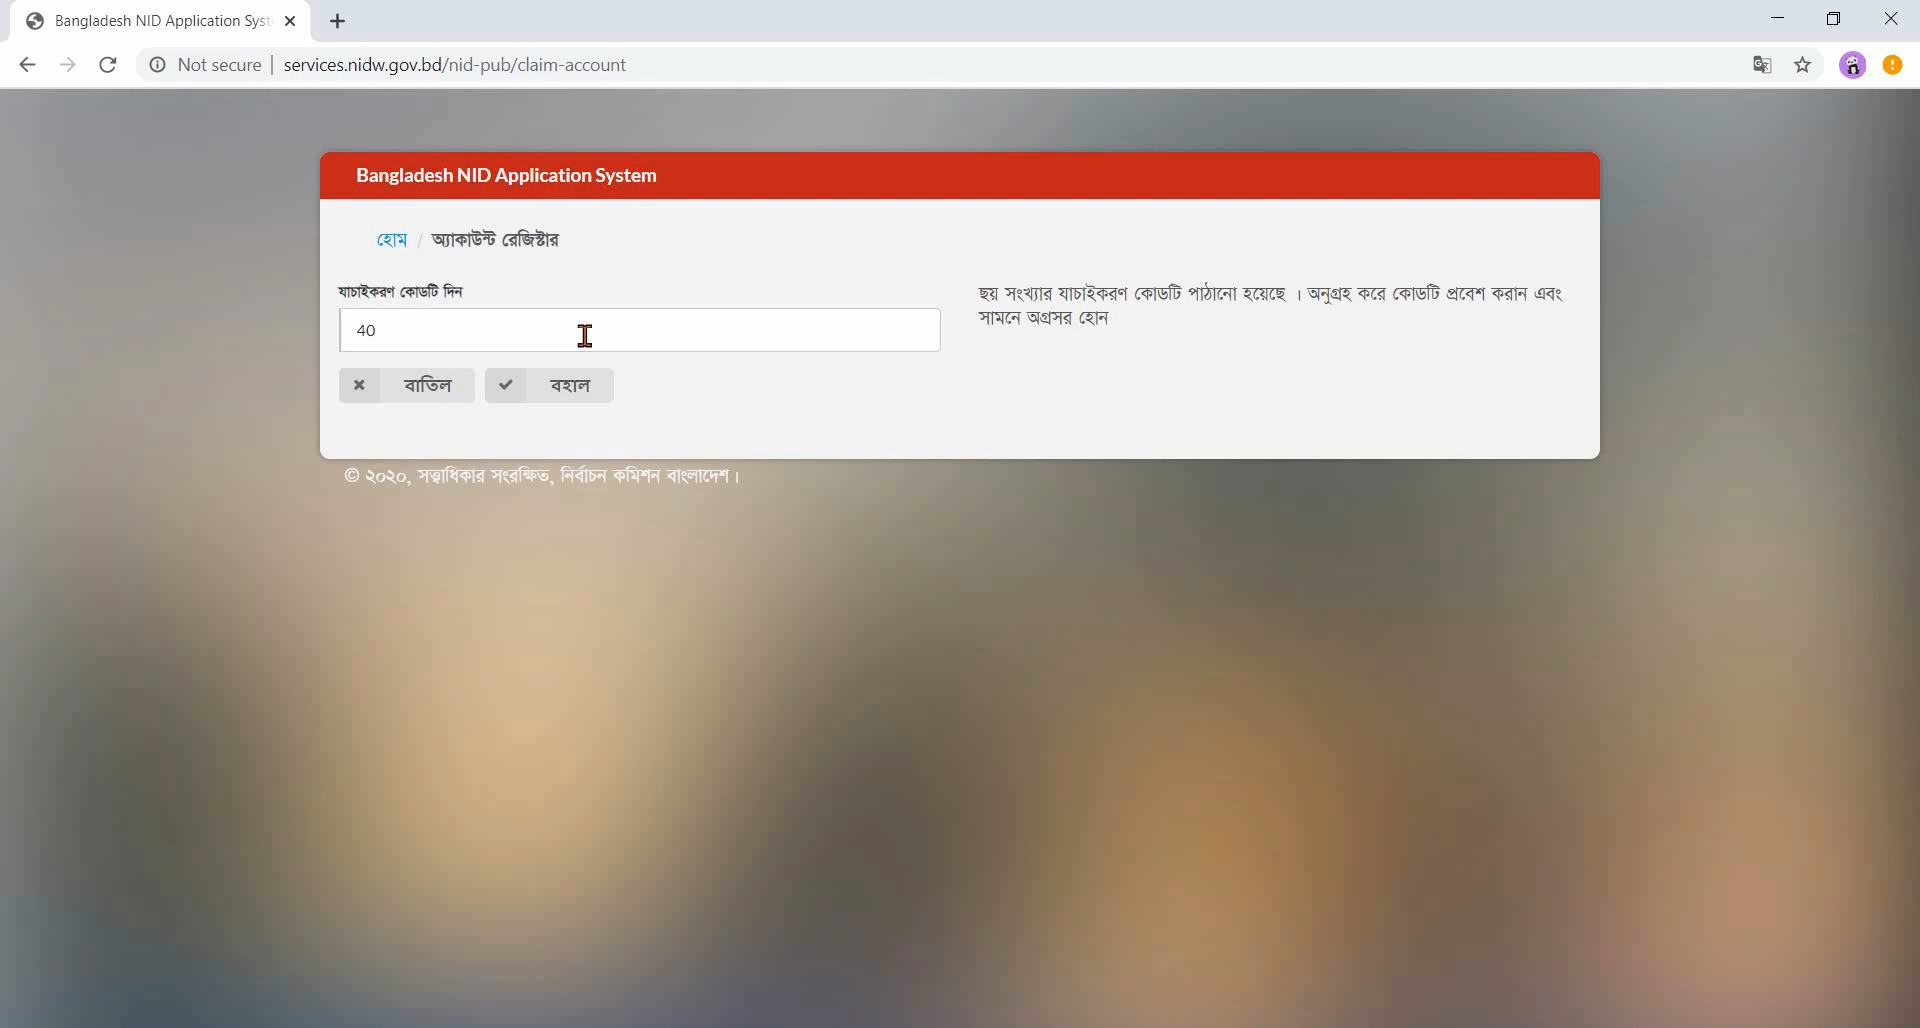 Bangladesh NID Application Syst
Not secure | services.nidw.gov.bd/nid-pub/claim-account
Bangladesh NID Application System
হোম / অ্যাকাউন্ট রেজিস্টার
যাচাইকরণ কোডটি দিন
40
বাতিল
বহাল
ছয় সংখ্যার যাচাইকরণ কোডটি পাঠানো হয়েছে । অনুগ্রহ করে কোডটি প্রবেশ করান এবং
সামনে অগ্রসর হোন
© ২০২০, সত্ত্বাধিকার সংরক্ষিত, নির্বাচন কমিশন বাংলাদেশ।